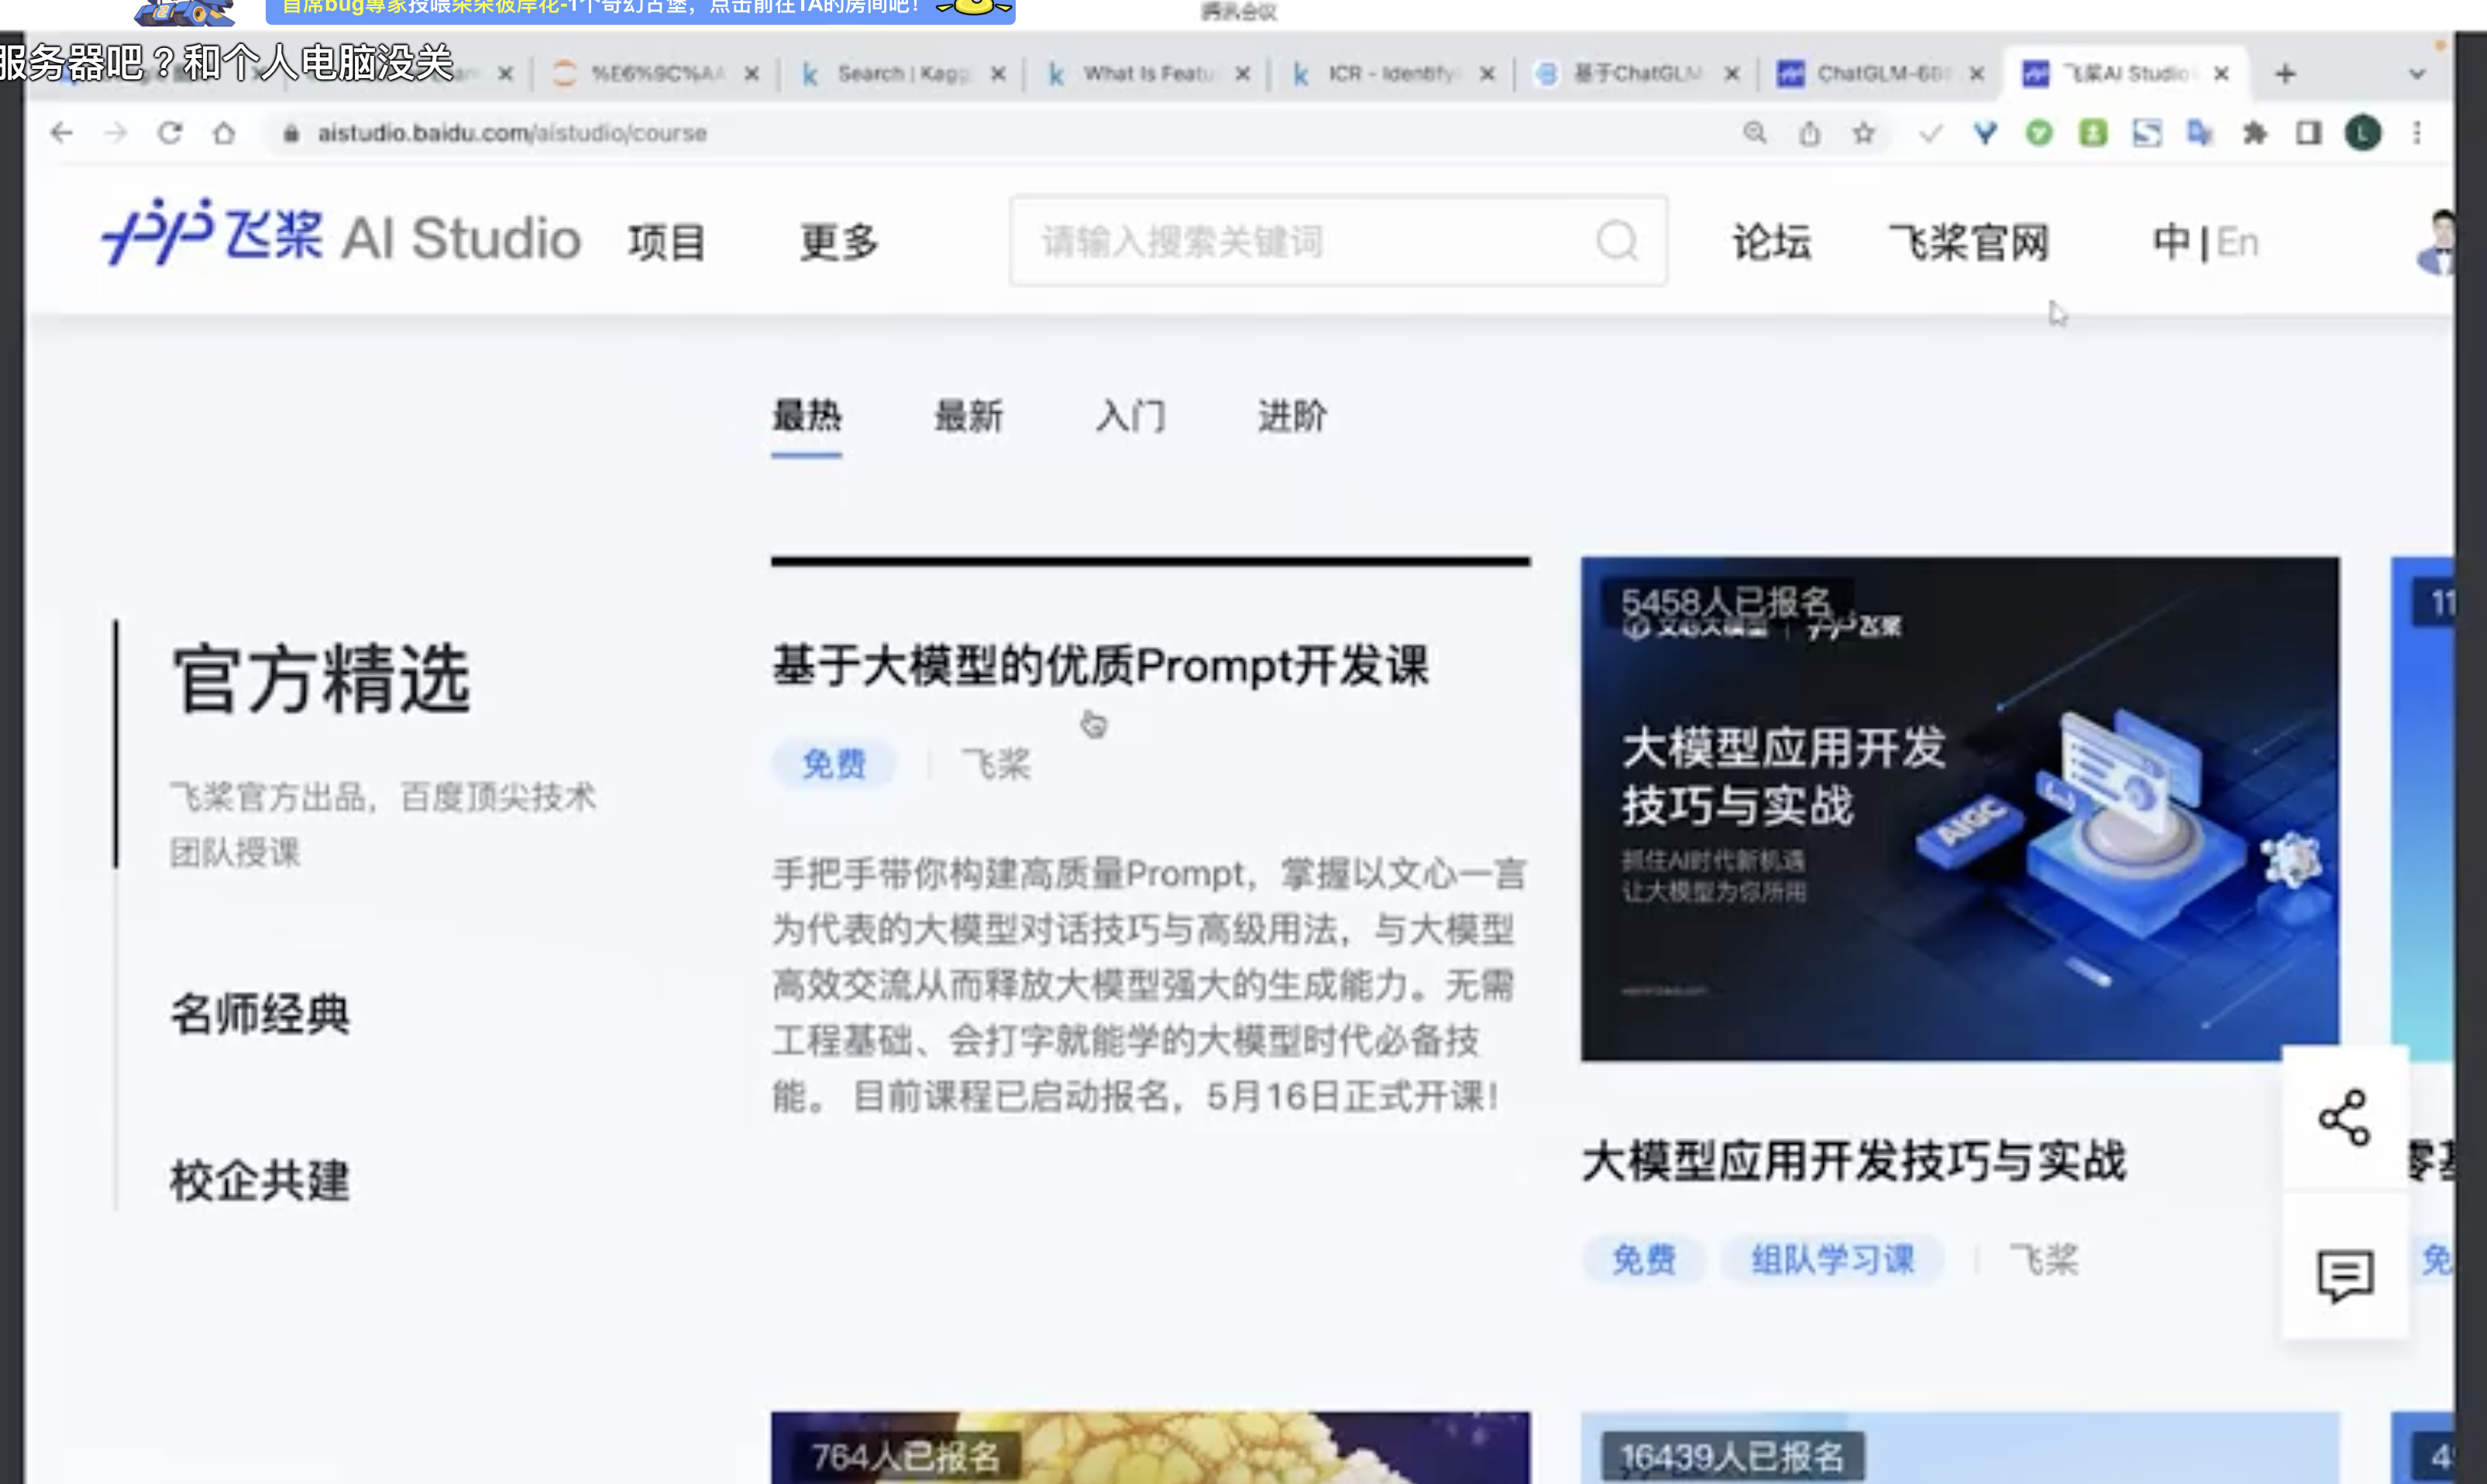 首席bug專家投喂朵朵彼岸花-1个奇幻古堡，点击前往TA的房间吧！
腾讯会议
服务器吧？和个人电脑没关
%E6%9C%A
Search | Kagg
What Is Featu
ICR - Identify
基于ChatGLM
ChatGLM-6B
飞桨AI Studio
aistudio.baidu.com/aistudio/course
L
飞桨 AI Studio
项目
更多
请输入搜索关键词
论坛
飞桨官网
中 | En
最热
最新
入门
进阶
官方精选
飞桨官方出品，百度顶尖技术
团队授课
名师经典
校企共建
基于大模型的优质Prompt开发课
免费
飞桨
手把手带你构建高质量Prompt，掌握以文心一言
为代表的大模型对话技巧与高级用法，与大模型
高效交流从而释放大模型强大的生成能力。无需
工程基础、会打字就能学的大模型时代必备技
能。 目前课程已启动报名，5月16日正式开课！
5458人已报名
文心大模型 | 飞桨
大模型应用开发
技巧与实战
抓住AI时代新机遇
让大模型为你所用
AIGC
大模型应用开发技巧与实战
免费
组队学习课
飞桨
11
零基
免
764人已报名
16439人已报名
4